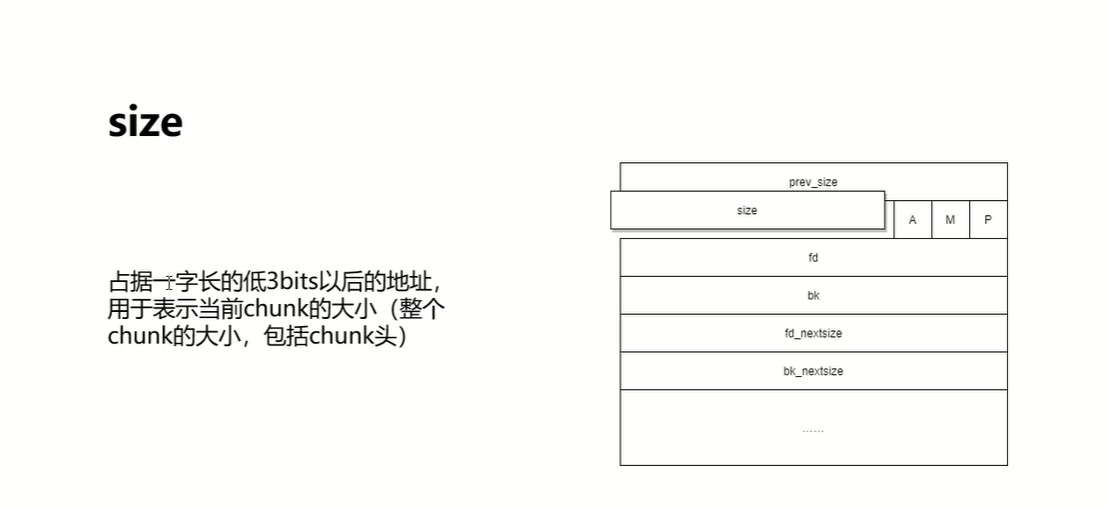 size
占据一字长的低3bits以后的地址，
用于表示当前chunk的大小（整个
chunk的大小，包括chunk头）
prev_size
size
A
M
P
fd
bk
fd_nextsize
bk_nextsize
......